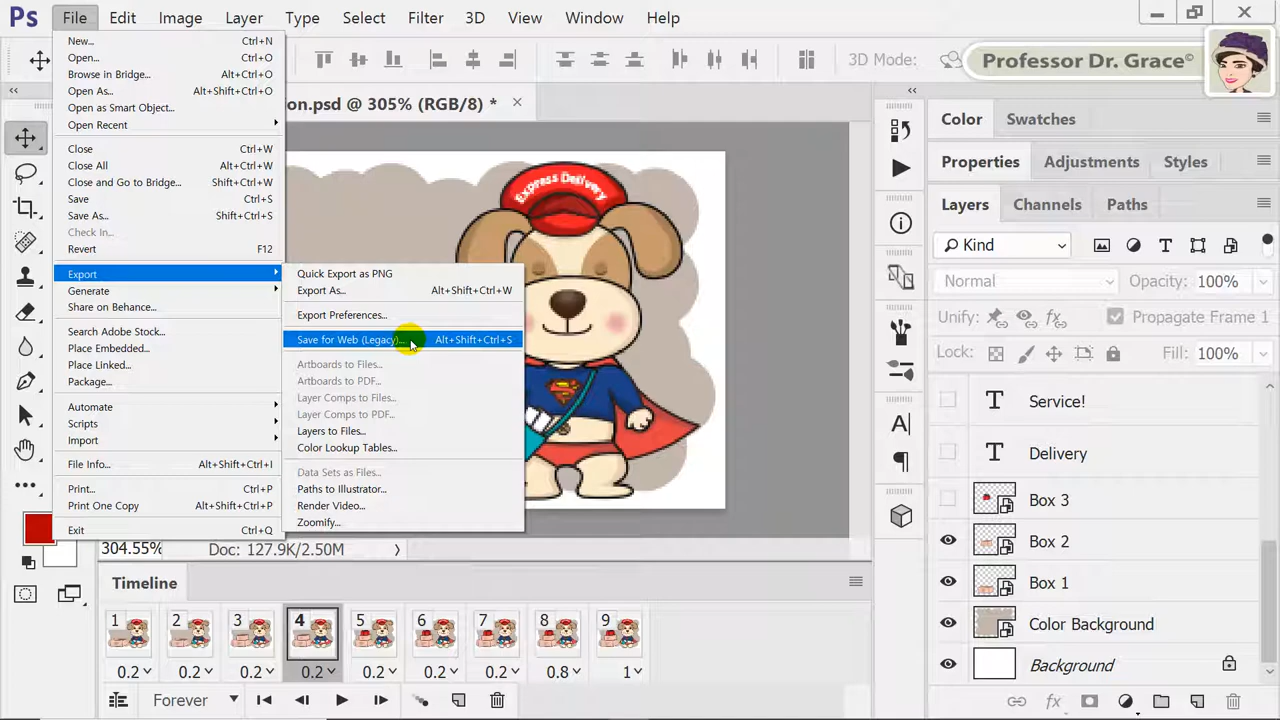 Ps File Edit Image Layer Type Select Filter 3D View Window Help
3D Mode: Professor Dr. Grace©
on.psd @ 305% (RGB/8) * ×
New... Ctrl+N
Open... Ctrl+O
Browse in Bridge... Alt+Ctrl+O
Open As... Alt+Shift+Ctrl+O
Open as Smart Object...
Open Recent
Close Ctrl+W
Close All Alt+Ctrl+W
Close and Go to Bridge... Shift+Ctrl+W
Save Ctrl+S
Save As... Shift+Ctrl+S
Check In...
Revert F12
Export
Generate
Share on Behance...
Search Adobe Stock...
Place Embedded...
Place Linked...
Package...
Automate
Scripts
Import
File Info... Alt+Shift+Ctrl+I
Print... Ctrl+P
Print One Copy Alt+Shift+Ctrl+P
Exit Ctrl+Q
Quick Export as PNG
Export As... Alt+Shift+Ctrl+W
Export Preferences...
Save for Web (Legacy)... Alt+Shift+Ctrl+S
Artboards to Files...
Artboards to PDF...
Layer Comps to Files...
Layer Comps to PDF...
Layers to Files...
Color Lookup Tables...
Data Sets as Files...
Paths to Illustrator...
Render Video...
Zoomify...
Express Delivery
S
Color Swatches
Properties Adjustments Styles
Layers Channels Paths
Kind
Normal Opacity: 100%
Unify: Propagate Frame 1
Lock: Fill: 100%
T Service!
T Delivery
Box 3
Box 2
Box 1
Color Background
Background
304.55% Doc: 127.9K/2.50M
Timeline
1 2 3 4 5 6 7 8 9
0.2 0.2 0.2 0.2 0.2 0.2 0.2 0.8 1
Forever